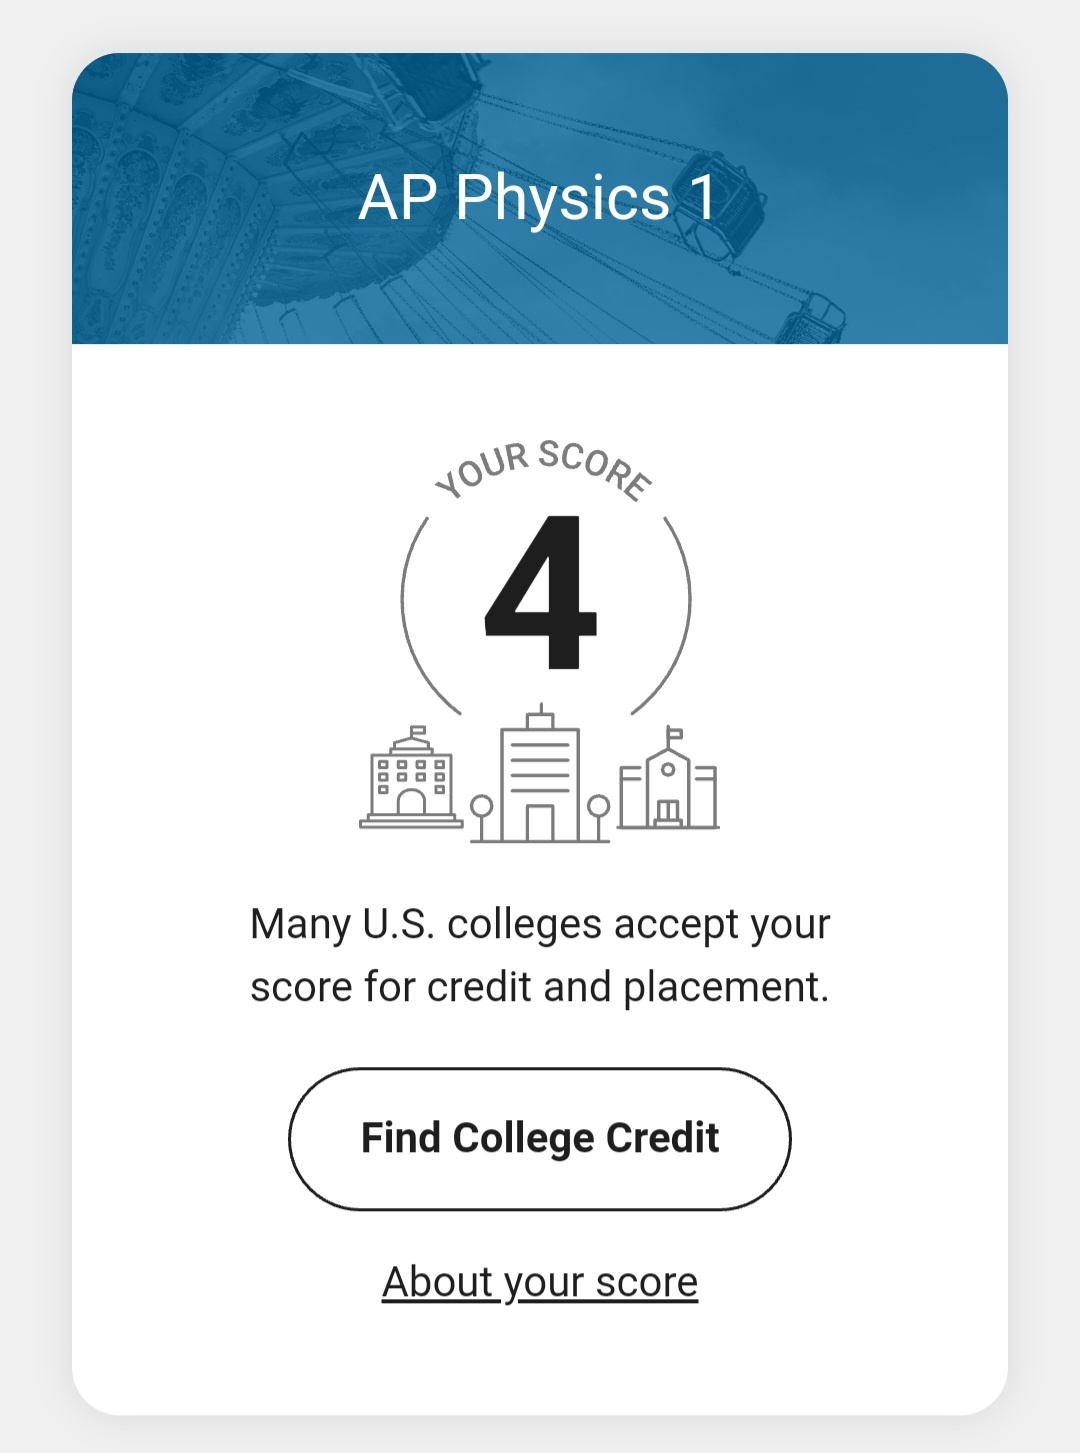 AP Physics 1
YOUR SCORE
4
Many U.S. colleges accept your
score for credit and placement.
Find College Credit
About your score